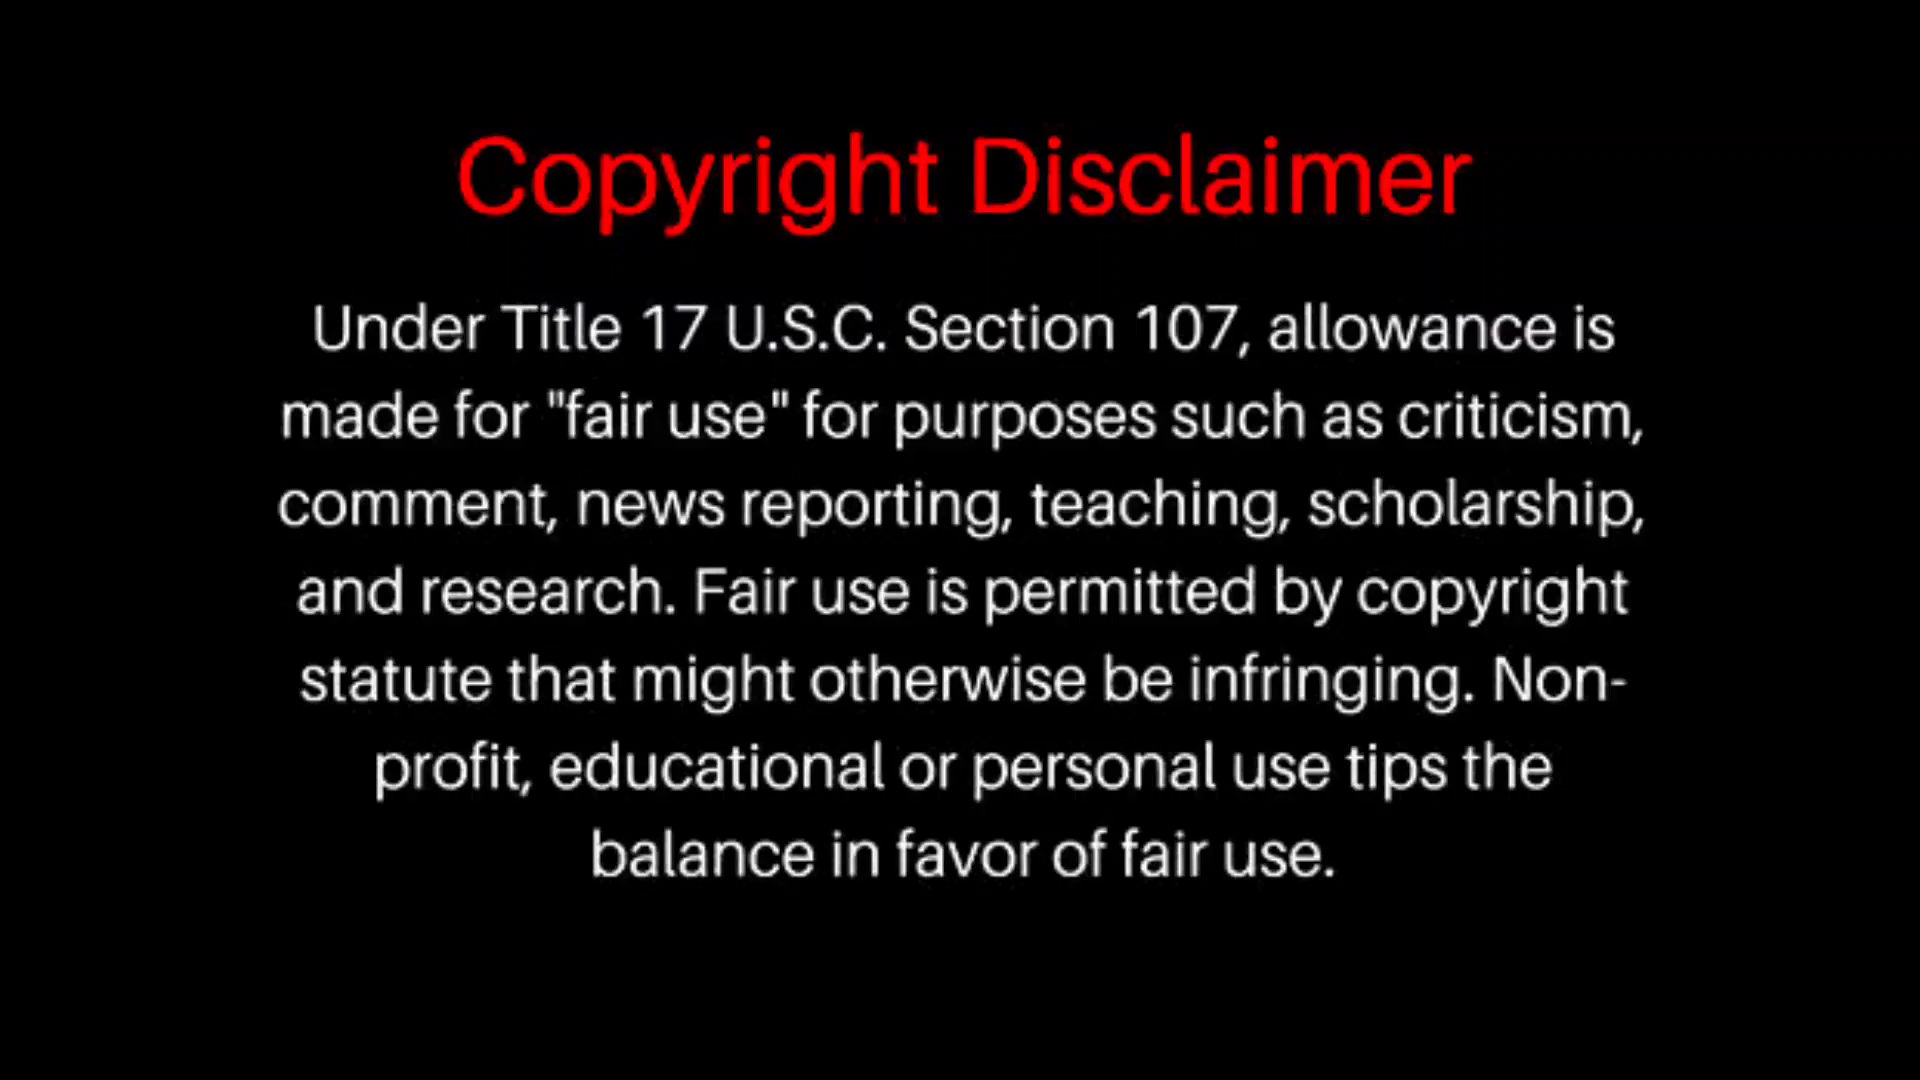 Copyright Disclaimer
Under Title 17 U.S.C. Section 107, allowance is
made for "fair use" for purposes such as criticism,
comment, news reporting, teaching, scholarship,
and research. Fair use is permitted by copyright
statute that might otherwise be infringing. Non-
profit, educational or personal use tips the
balance in favor of fair use.